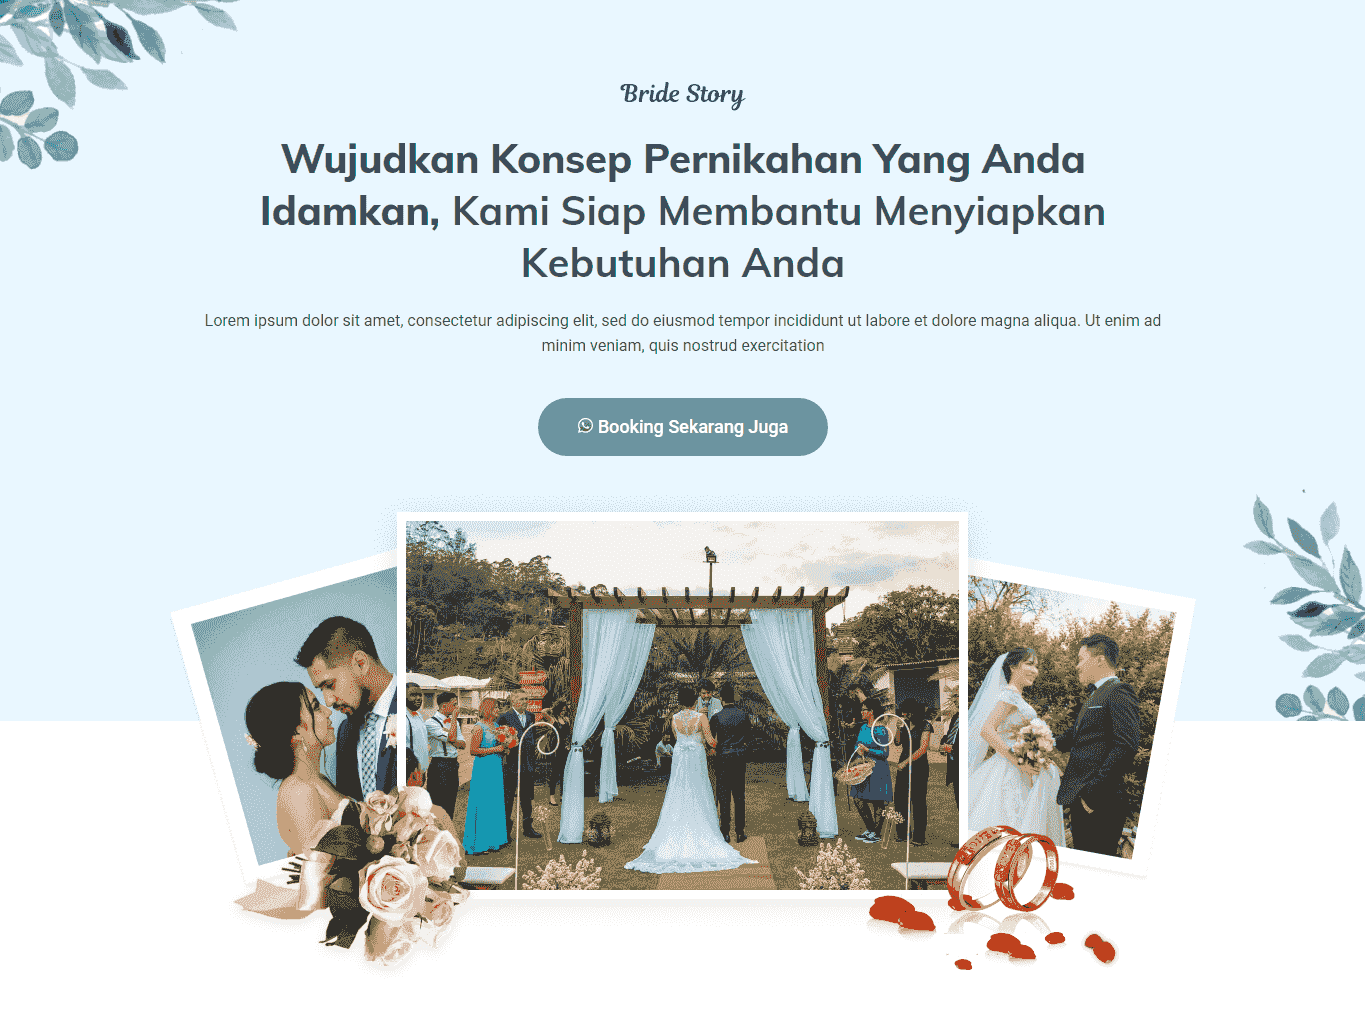 Bride Story
Wujudkan Konsep Pernikahan Yang Anda
Idamkan, Kami Siap Membantu Menyiapkan
Kebutuhan Anda
Lorem ipsum dolor sit amet, consectetur adipiscing elit, sed do eiusmod tempor incididunt ut labore et dolore magna aliqua. Ut enim ad
minim veniam, quis nostrud exercitation
Booking Sekarang Juga